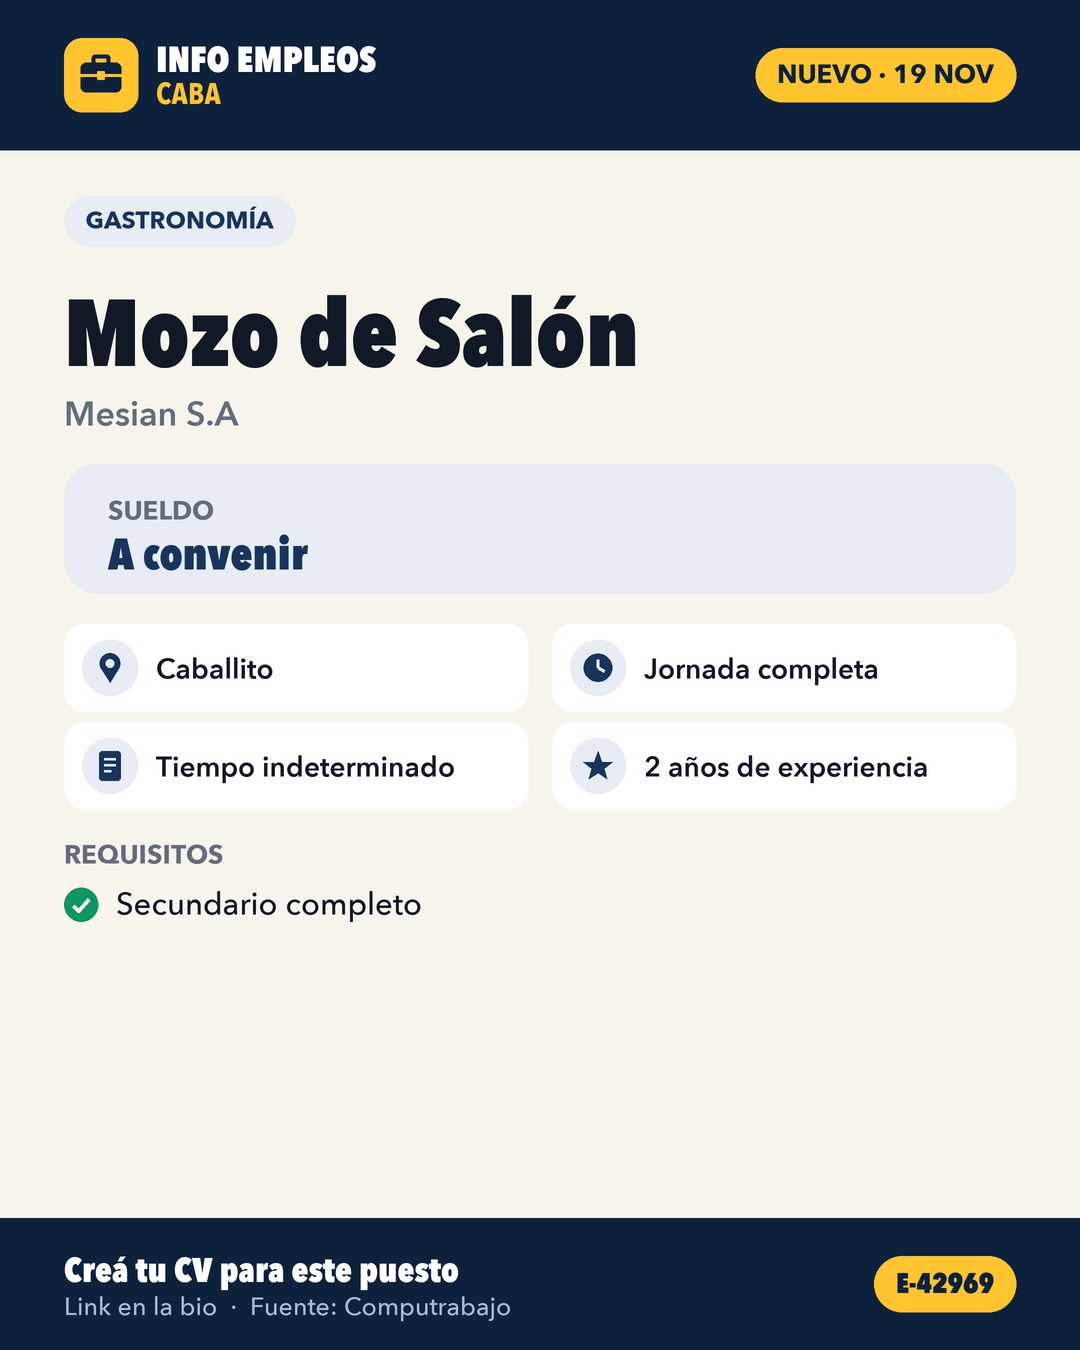 INFO EMPLEOS
CABA
NUEVO · 19 NOV
GASTRONOMÍA
Mozo de Salón
Mesian S.A
SUELDO
A convenir
Caballito
Jornada completa
Tiempo indeterminado
2 años de experiencia
REQUISITOS
Secundario completo
Creá tu CV para este puesto
Link en la bio · Fuente: Computrabajo
E-42969